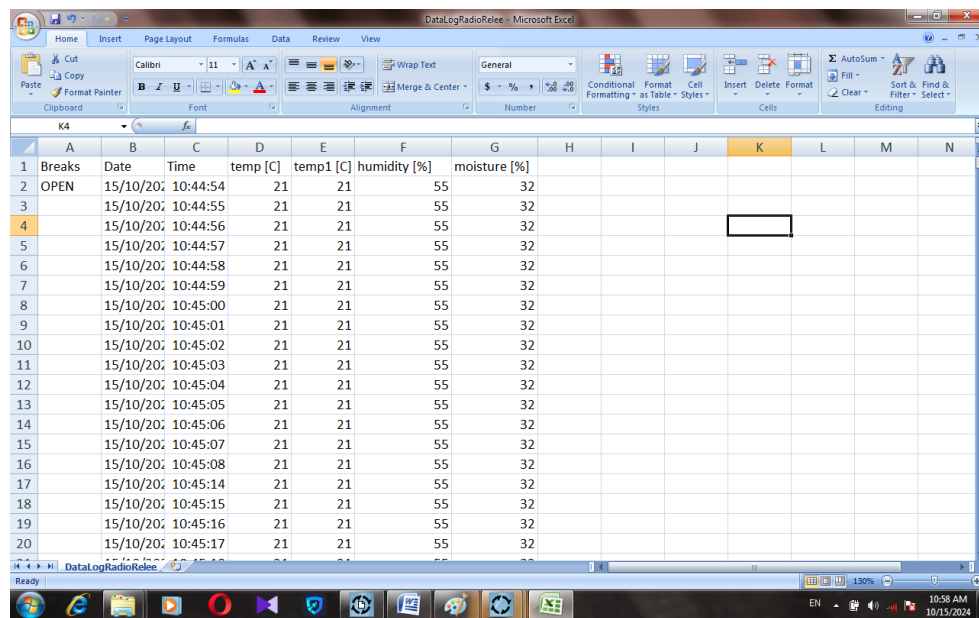 DataLogRadioRelee - Microsoft Excel
Home Insert Page Layout Formulas Data Review View
Cut Calibri 11 Wrap Text General AutoSum
Copy Fill
Paste Format Painter B I U Merge & Center $ % , Conditional Formatting Format as Table Cell Styles Insert Delete Format Clear Sort & Filter Find & Select
Clipboard Font Alignment Number Styles Cells Editing
K4 fx
A B C D E F G H I J K L M N
1 Breaks Date Time temp [C] temp1 [C] humidity [%] moisture [%]
2 OPEN 15/10/202 10:44:54 21 21 55 32
3 15/10/202 10:44:55 21 21 55 32
4 15/10/202 10:44:56 21 21 55 32
5 15/10/202 10:44:57 21 21 55 32
6 15/10/202 10:44:58 21 21 55 32
7 15/10/202 10:44:59 21 21 55 32
8 15/10/202 10:45:00 21 21 55 32
9 15/10/202 10:45:01 21 21 55 32
10 15/10/202 10:45:02 21 21 55 32
11 15/10/202 10:45:03 21 21 55 32
12 15/10/202 10:45:04 21 21 55 32
13 15/10/202 10:45:05 21 21 55 32
14 15/10/202 10:45:06 21 21 55 32
15 15/10/202 10:45:07 21 21 55 32
16 15/10/202 10:45:08 21 21 55 32
17 15/10/202 10:45:14 21 21 55 32
18 15/10/202 10:45:15 21 21 55 32
19 15/10/202 10:45:16 21 21 55 32
20 15/10/202 10:45:17 21 21 55 32
DataLogRadioRelee
Ready 130%
EN 10:58 AM
10/15/2024